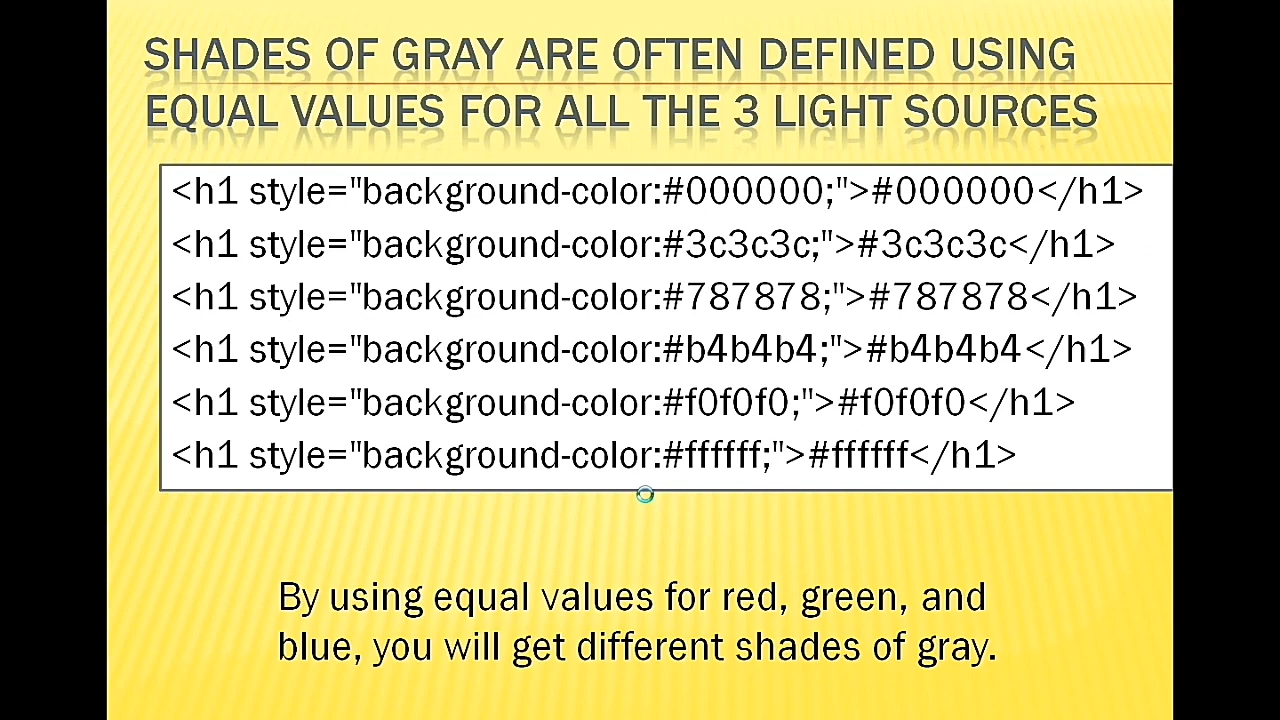 SHADES OF GRAY ARE OFTEN DEFINED USING
EQUAL VALUES FOR ALL THE 3 LIGHT SOURCES
<h1 style="background-color:#000000;">#000000</h1>
<h1 style="background-color:#3c3c3c;">#3c3c3c</h1>
<h1 style="background-color:#787878;">#787878</h1>
<h1 style="background-color:#b4b4b4;">#b4b4b4</h1>
<h1 style="background-color:#f0f0f0;">#f0f0f0</h1>
<h1 style="background-color:#ffffff;">#ffffff</h1>
By using equal values for red, green, and
blue, you will get different shades of gray.